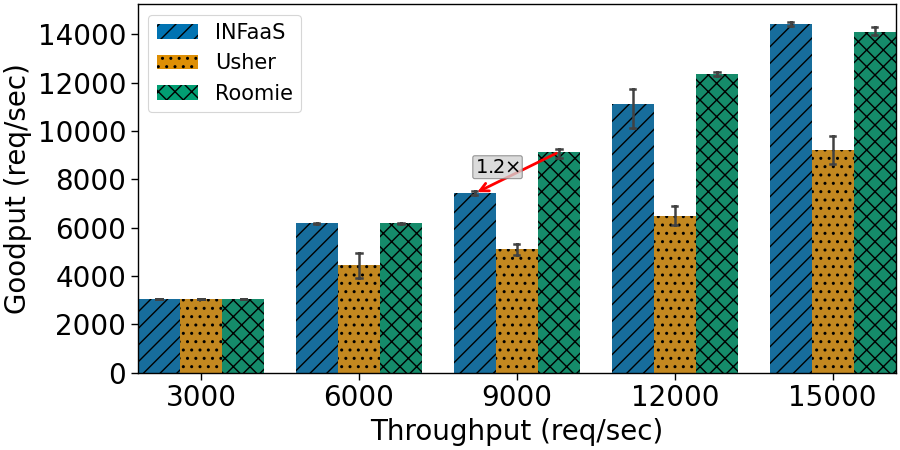 Goodput (req/sec)
14000
12000
10000
8000
6000
4000
2000
0
INFaaS
Usher
Roomie
1.2×
3000 6000 9000 12000 15000
Throughput (req/sec)